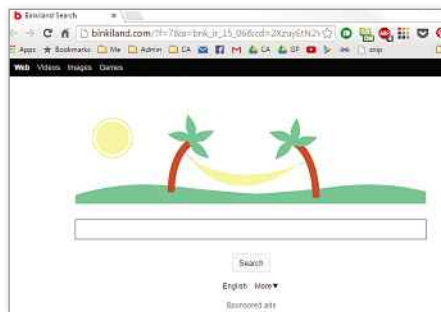 Binkiland Search
binkiland.com/?f=7&a=bnk_ir_15_06&cd=2XzuyEtN2Y
Apps Bookmarks Me Admin CA CA SF snip
Web Videos Images Games
Search
English More▼
Sponsored ads